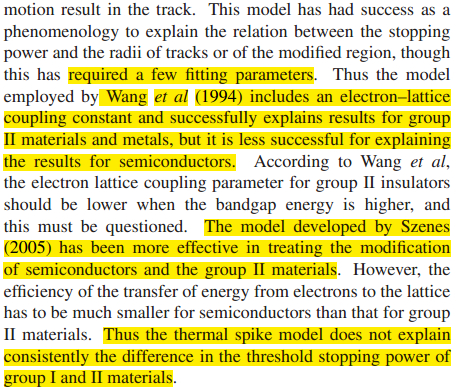 motion result in the track. This model has had success as a
phenomenology to explain the relation between the stopping
power and the radii of tracks or of the modified region, though
this has required a few fitting parameters. Thus the model
employed by Wang et al (1994) includes an electron–lattice
coupling constant and successfully explains results for group
II materials and metals, but it is less successful for explaining
the results for semiconductors. According to Wang et al,
the electron lattice coupling parameter for group II insulators
should be lower when the bandgap energy is higher, and
this must be questioned. The model developed by Szenes
(2005) has been more effective in treating the modification
of semiconductors and the group II materials. However, the
efficiency of the transfer of energy from electrons to the lattice
has to be much smaller for semiconductors than that for group
II materials. Thus the thermal spike model does not explain
consistently the difference in the threshold stopping power of
group I and II materials.